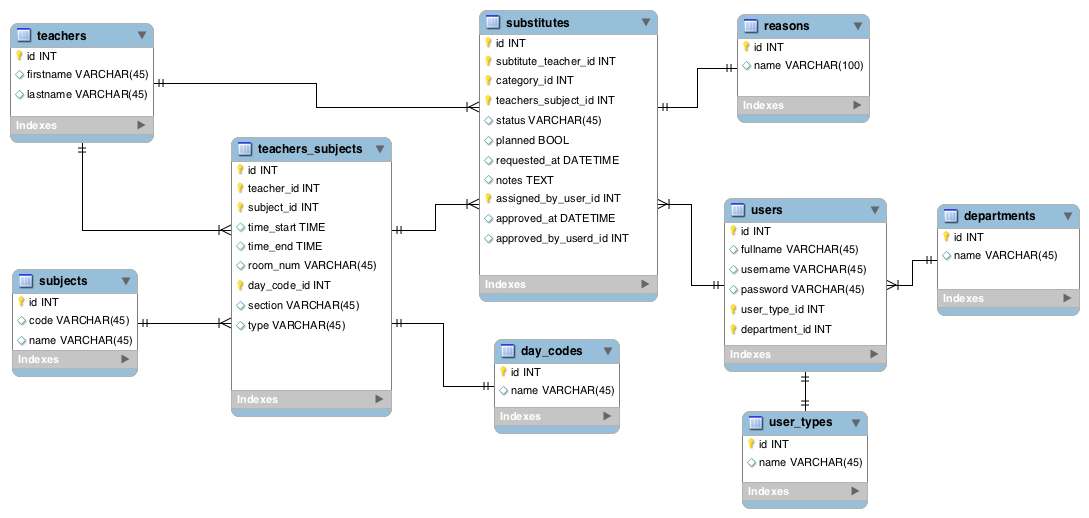 teachers
id INT
firstname VARCHAR(45)
lastname VARCHAR(45)
Indexes
subjects
id INT
code VARCHAR(45)
name VARCHAR(45)
Indexes
teachers_subjects
id INT
teacher_id INT
subject_id INT
time_start TIME
time_end TIME
room_num VARCHAR(45)
day_code_id INT
section VARCHAR(45)
type VARCHAR(45)
Indexes
substitutes
id INT
subtitute_teacher_id INT
category_id INT
teachers_subject_id INT
status VARCHAR(45)
planned BOOL
requested_at DATETIME
notes TEXT
assigned_by_user_id INT
approved_at DATETIME
approved_by_userd_id INT
Indexes
day_codes
id INT
name VARCHAR(45)
Indexes
reasons
id INT
name VARCHAR(100)
Indexes
users
id INT
fullname VARCHAR(45)
username VARCHAR(45)
password VARCHAR(45)
user_type_id INT
department_id INT
Indexes
user_types
id INT
name VARCHAR(45)
Indexes
departments
id INT
name VARCHAR(45)
Indexes